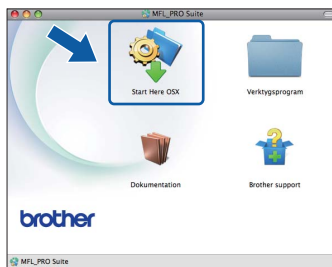 MFL_PRO Suite
Start Here OSX
Verktygsprogram
Dokumentation
Brother support
brother
MFL_PRO Suite